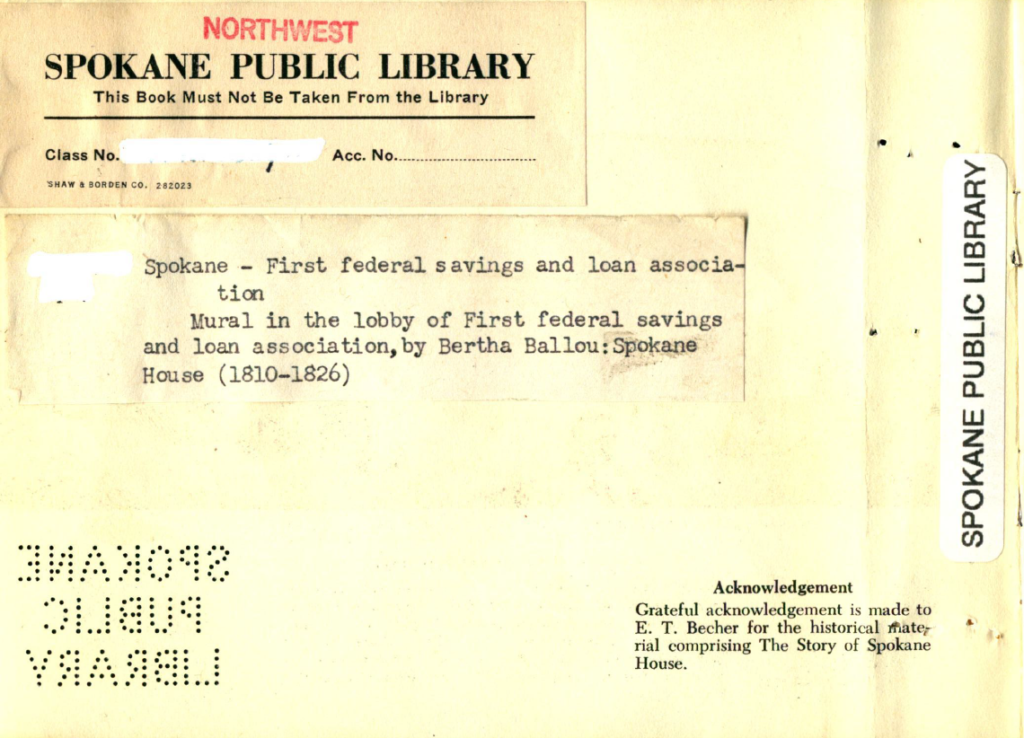 NORTHWEST
SPOKANE PUBLIC LIBRARY
This Book Must Not Be Taken From the Library
Class No. Acc. No.
SHAW & BORDEN CO. 282023
Spokane - First federal savings and loan associa-
tion
Mural in the lobby of First federal savings
and loan association, by Bertha Ballou: Spokane
House (1810-1826)
SPOKANE PUBLIC LIBRARY
SPOKANE
PUBLIC
LIBRARY
Acknowledgement
Grateful acknowledgement is made to
E. T. Becher for the historical mate-
rial comprising The Story of Spokane
House.